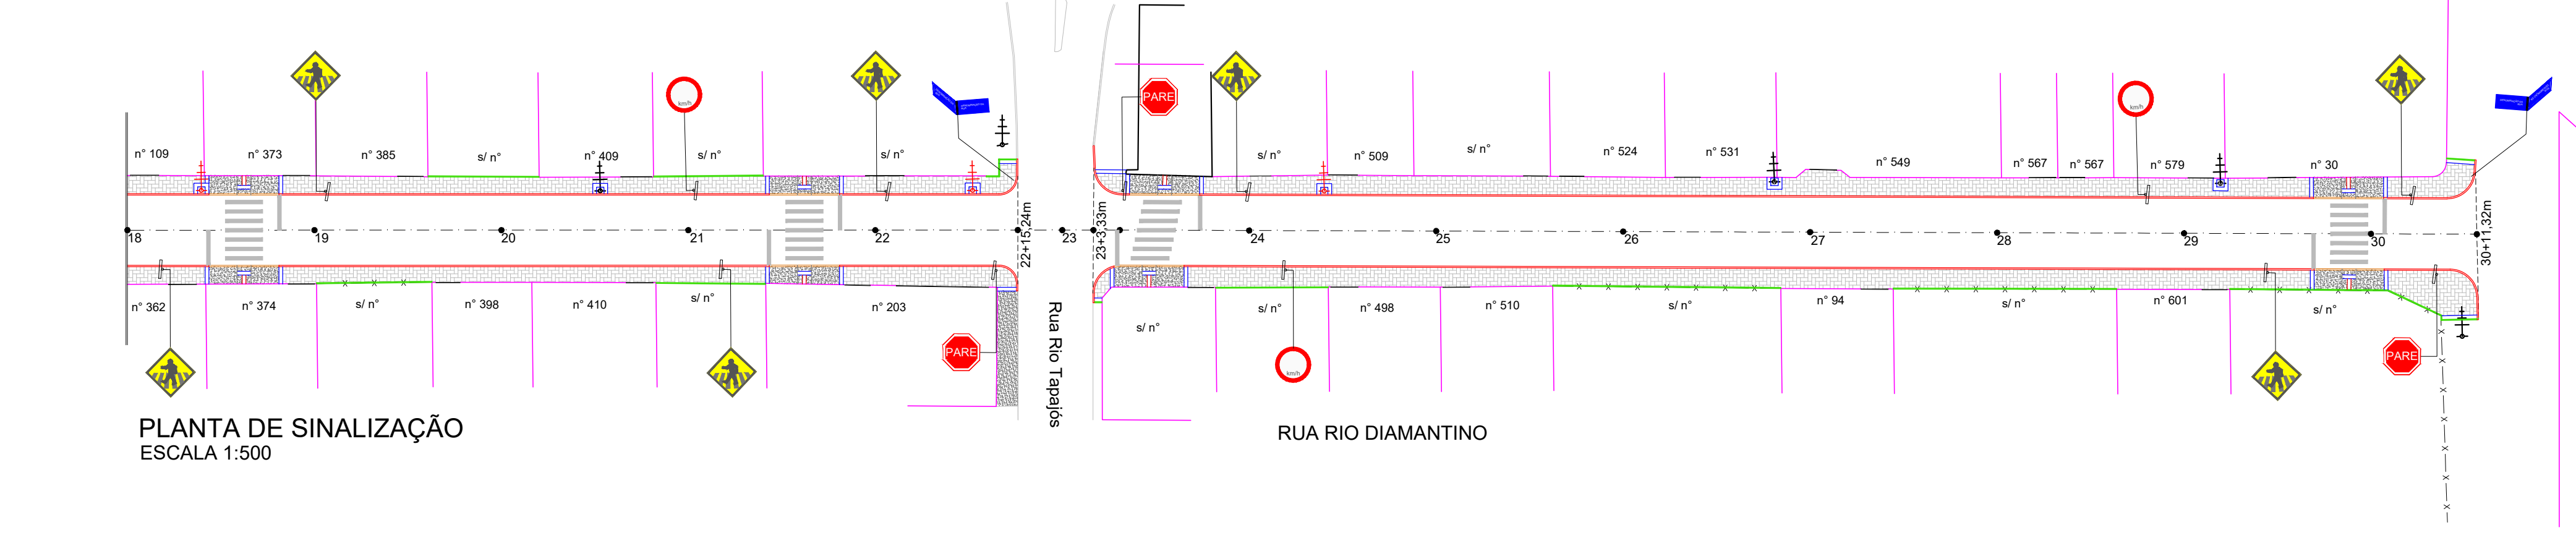 km/h
km/h
PARE
n° 109
n° 373
n° 385
s/ n°
n° 409
s/ n°
s/ n°
s/ n°
n° 509
s/ n°
n° 524
n° 531
n° 549
n° 567
n° 567
n° 579
n° 30
18
19
20
21
22
22+15,24m
23
23+3,33m
24
25
26
27
28
29
30
30+11,32m
n° 362
n° 374
s/ n°
n° 398
n° 410
s/ n°
n° 203
s/ n°
s/ n°
n° 498
n° 510
s/ n°
n° 94
s/ n°
n° 601
s/ n°
PARE
Rua Rio Tapajós
km/h
PARE
PLANTA DE SINALIZAÇÃO
ESCALA 1:500
RUA RIO DIAMANTINO